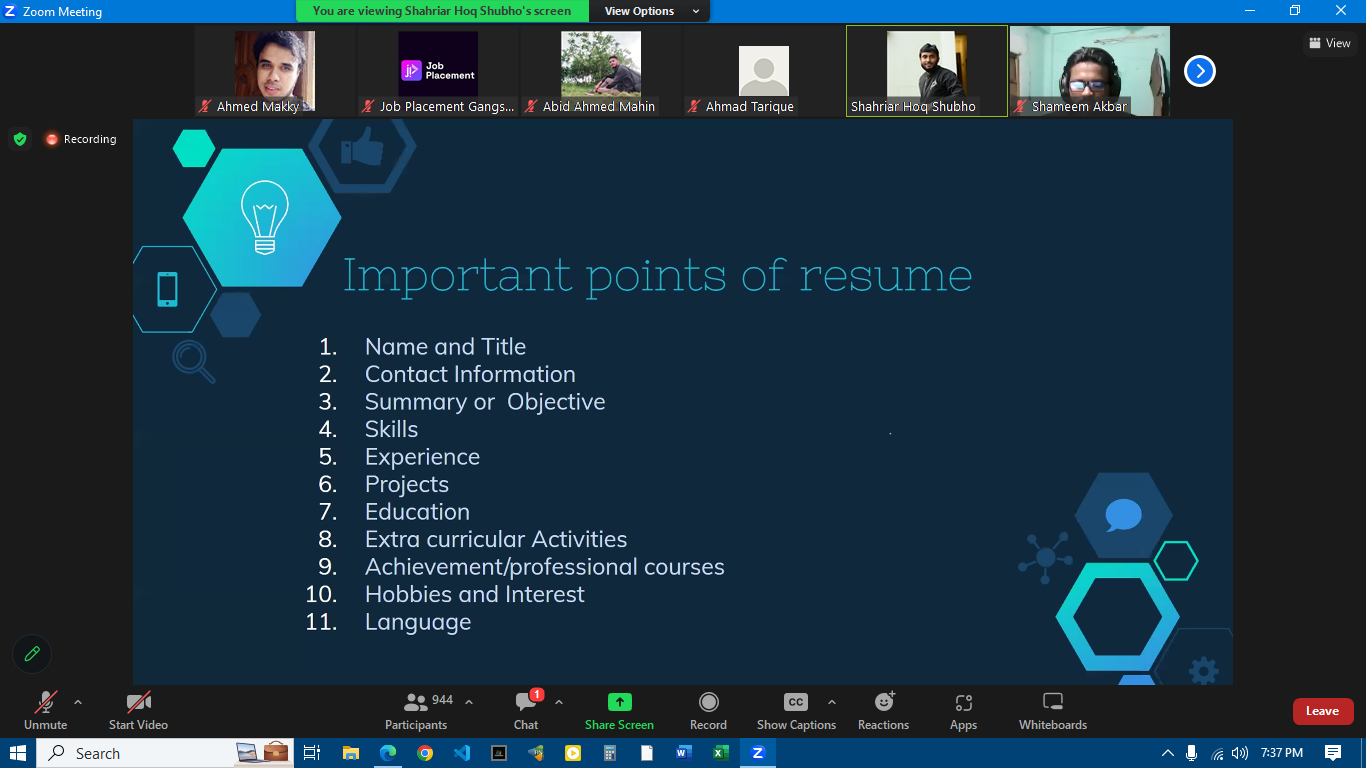 Zoom Meeting
You are viewing Shahriar Hoq Shubho's screen
View Options
View
Job Placement
Ahmed Makky
Job Placement Gangs...
Abid Ahmed Mahin
Ahmad Tarique
Shahriar Hoq Shubho
Shameem Akbar
Recording
Important points of resume
1. Name and Title
2. Contact Information
3. Summary or Objective
4. Skills
5. Experience
6. Projects
7. Education
8. Extra curricular Activities
9. Achievement/professional courses
10. Hobbies and Interest
11. Language
Unmute
Start Video
944
Participants
1
Chat
Share Screen
Record
CC
Show Captions
Reactions
Apps
Whiteboards
Leave
Search
7:37 PM